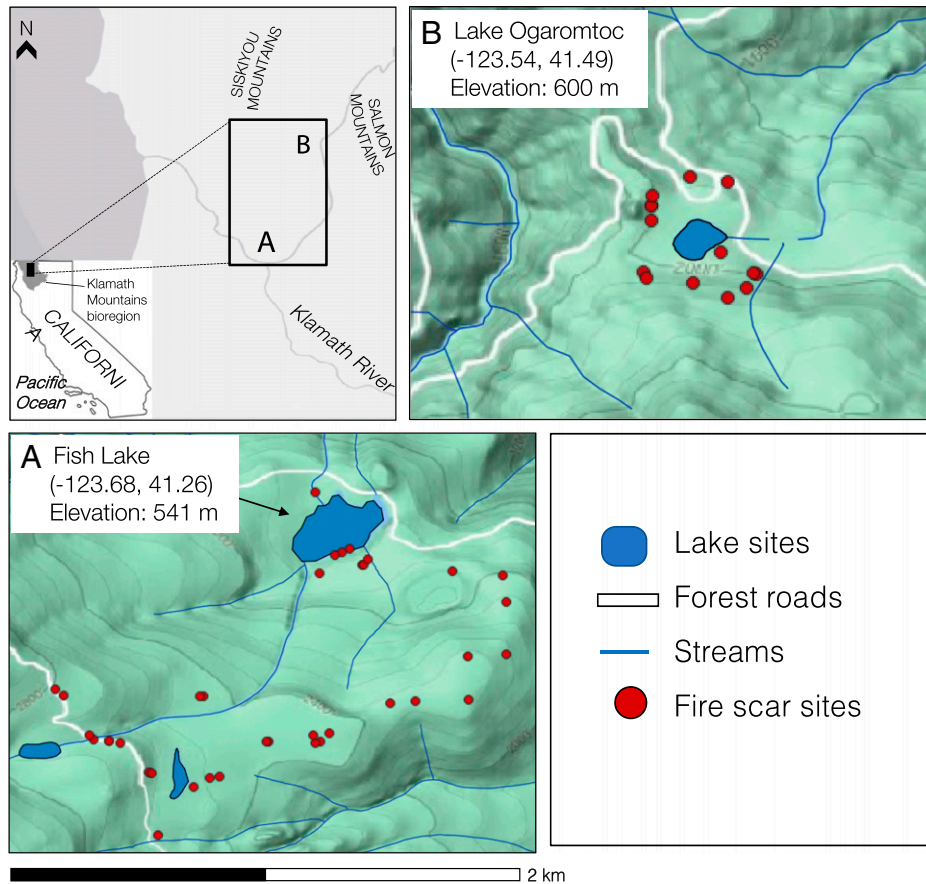 N
SISKIYOU
MOUNTAINS
SALMON
MOUNTAINS
B
A
Klamath
Mountains
bioregion
CALIFORNI
A
Pacific
Ocean
Klamath River
B Lake Ogaromtoc
(-123.54, 41.49)
Elevation: 600 m
A Fish Lake
(-123.68, 41.26)
Elevation: 541 m
Lake sites
Forest roads
Streams
Fire scar sites
2 km